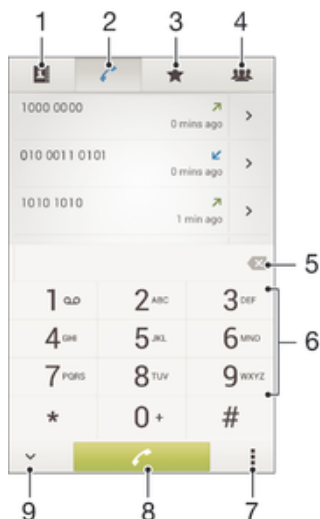 1 2 3 4
1000 0000
0 mins ago
010 0011 0101
0 mins ago
1010 1010
1 min ago
5
1 2 ABC 3 DEF
4 GHI 5 JKL 6 MNO
6
7 PQRS 8 TUV 9 WXYZ
* 0 + #
9 8 7